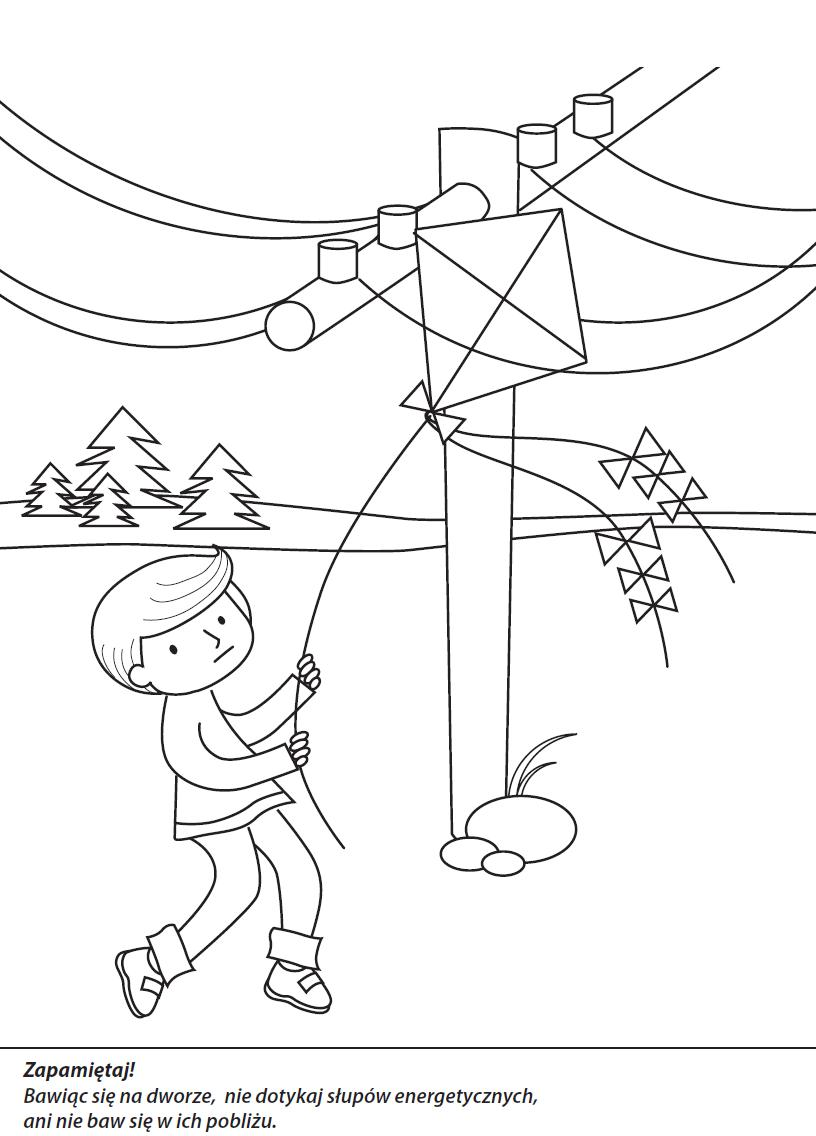 Zapamiętaj!
Bawiąc się na dworze, nie dotykaj słupów energetycznych,
ani nie baw się w ich pobliżu.